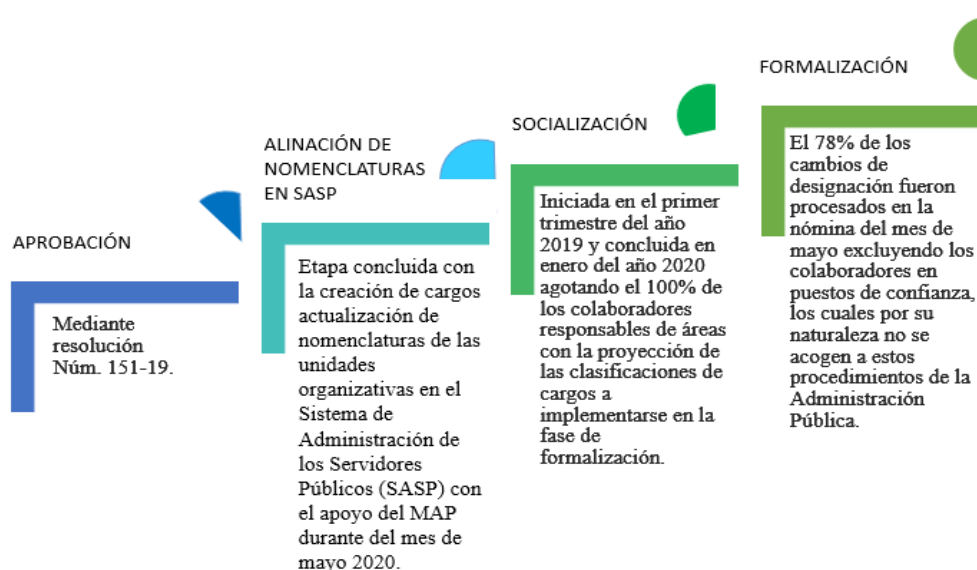 APROBACIÓN
Mediante
resolución
Núm. 151-19.
ALINACIÓN DE
NOMENCLATURAS
EN SASP
Etapa concluida con
la creación de cargos
actualización de
nomenclaturas de las
unidades
organizativas en el
Sistema de
Administración de
los Servidores
Públicos (SASP) con
el apoyo del MAP
durante del mes de
mayo 2020.
SOCIALIZACIÓN
Iniciada en el primer
trimestre del año
2019 y concluida en
enero del año 2020
agotando el 100% de
los colaboradores
responsables de áreas
con la proyección de
las clasificaciones de
cargos a
implementarse en la
fase de
formalización.
FORMALIZACIÓN
El 78% de los
cambios de
designación fueron
procesados en la
nómina del mes de
mayo excluyendo los
colaboradores en
puestos de confianza,
los cuales por su
naturaleza no se
acogen a estos
procedimientos de la
Administración
Pública.